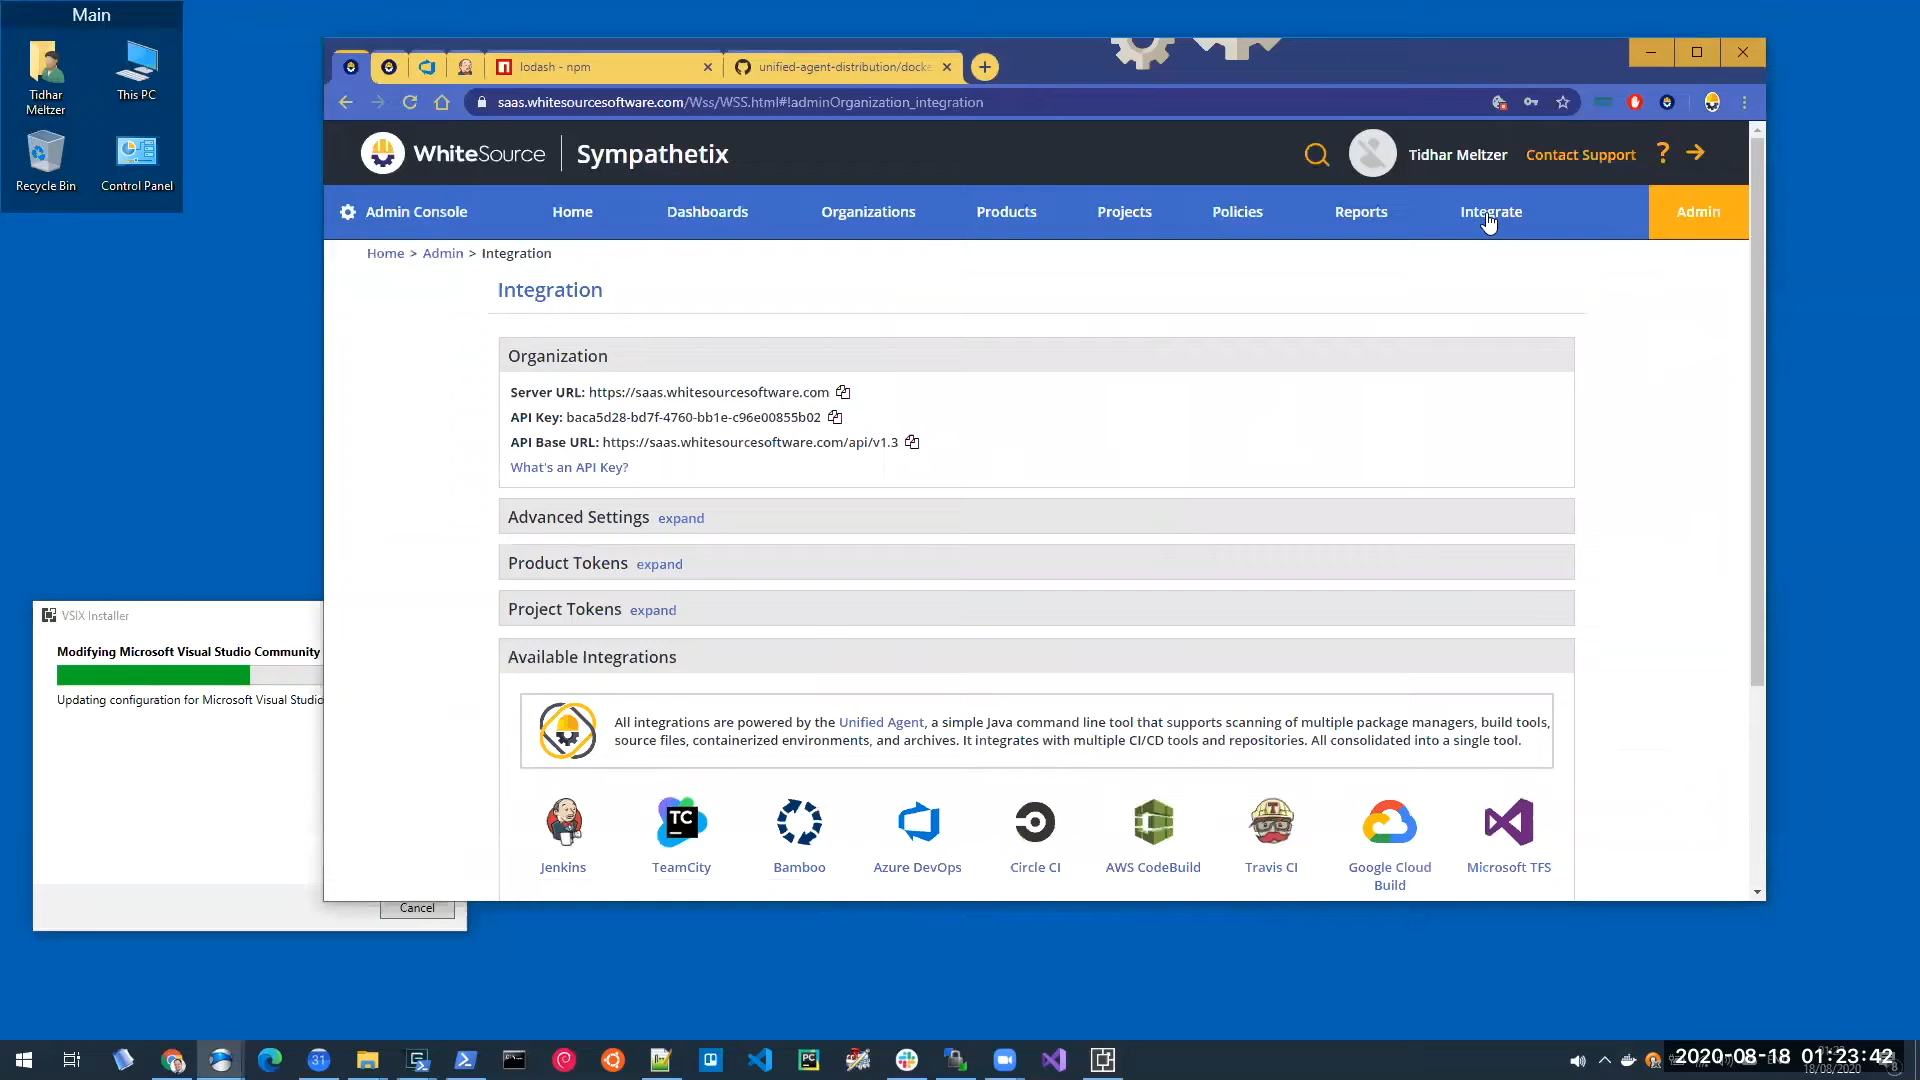 Main
Tidhar
Meltzer
This PC
Recycle Bin
Control Panel
lodash - npm
unified-agent-distribution/docke
saas.whitesourcesoftware.com/Wss/WSS.html#!adminOrganization_integration
WhiteSource
Sympathetix
Tidhar Meltzer
Contact Support
?
Admin Console
Home
Dashboards
Organizations
Products
Projects
Policies
Reports
Integrate
Admin
Home > Admin > Integration
Integration
Organization
Server URL: https://saas.whitesourcesoftware.com
API Key: baca5d28-bd7f-4760-bb1e-c96e00855b02
API Base URL: https://saas.whitesourcesoftware.com/api/v1.3
What's an API Key?
Advanced Settings expand
Product Tokens expand
Project Tokens expand
Available Integrations
All integrations are powered by the Unified Agent, a simple Java command line tool that supports scanning of multiple package managers, build tools,
source files, containerized environments, and archives. It integrates with multiple CI/CD tools and repositories. All consolidated into a single tool.
TC
Jenkins
TeamCity
Bamboo
Azure DevOps
Circle CI
AWS CodeBuild
Travis CI
Google Cloud
Build
Microsoft TFS
VSIX Installer
Modifying Microsoft Visual Studio Community
Updating configuration for Microsoft Visual Studio
Cancel
31
PC
2020-08-18 01:23:42
18/08/2020